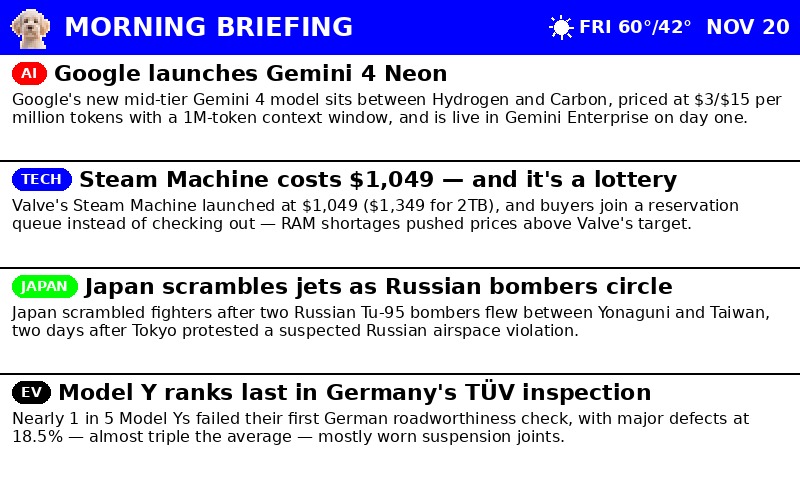 MORNING BRIEFING
FRI 60°/42° NOV 20
AI Google launches Gemini 4 Neon
Google's new mid-tier Gemini 4 model sits between Hydrogen and Carbon, priced at $3/$15 per
million tokens with a 1M-token context window, and is live in Gemini Enterprise on day one.
TECH Steam Machine costs $1,049 — and it's a lottery
Valve's Steam Machine launched at $1,049 ($1,349 for 2TB), and buyers join a reservation
queue instead of checking out — RAM shortages pushed prices above Valve's target.
JAPAN Japan scrambles jets as Russian bombers circle
Japan scrambled fighters after two Russian Tu-95 bombers flew between Yonaguni and Taiwan,
two days after Tokyo protested a suspected Russian airspace violation.
EV Model Y ranks last in Germany's TÜV inspection
Nearly 1 in 5 Model Ys failed their first German roadworthiness check, with major defects at
18.5% — almost triple the average — mostly worn suspension joints.